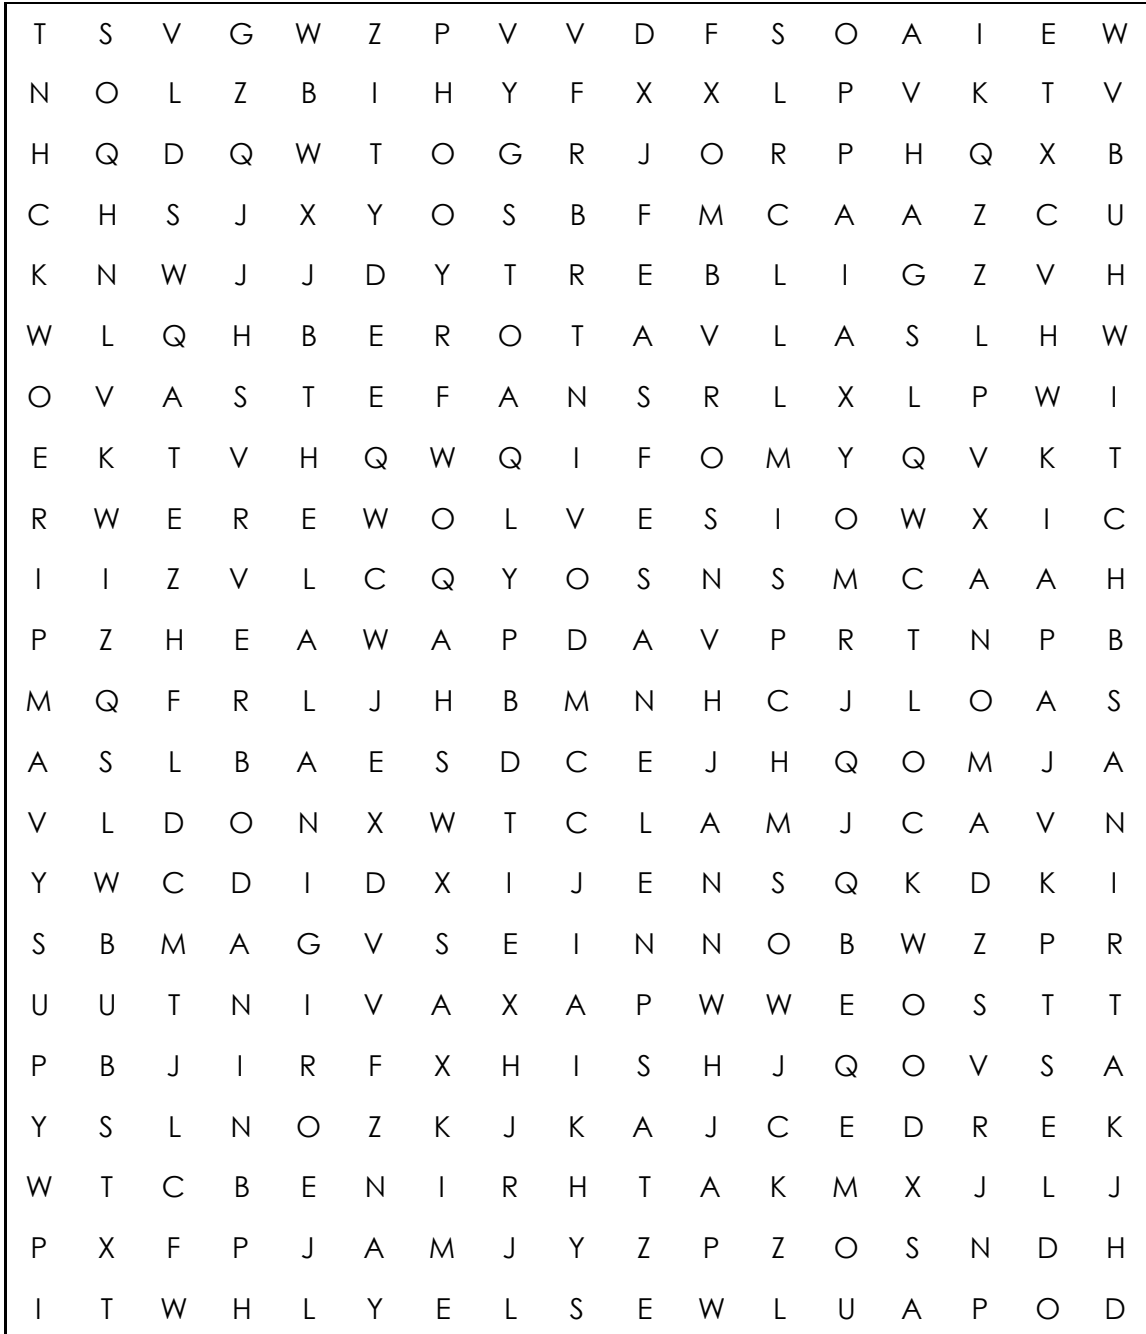 T S V G W Z P V V D F S O A I E W
N O L Z B I H Y F X X L P V K T V
H Q D Q W T O G R J O R P H Q X B
C H S J X Y O S B F M C A A Z C U
K N W J J D Y T R E B L I G Z V H
W L Q H B E R O T A V L A S L H W
O V A S T E F A N S R L X L P W I
E K T V H Q W Q I F O M Y Q V K T
R W E R E W O L V E S I O W X I C
I I Z V L C Q Y O S N S M C A A H
P Z H E A W A P D A V P R T N P B
M Q F R L J H B M N H C J L O A S
A S L B A E S D C E J H Q O M J A
V L D O N X W T C L A M J C A V N
Y W C D I D X I J E N S Q K D K I
S B M A G V S E I N N O B W Z P R
U U T N I V A X A P W W E O S T T
P B J I R F X H I S H J Q O V S A
Y S L N O Z K J K A J C E D R E K
W T C B E N I R H T A K M X J L J
P X F P J A M J Y Z P Z O S N D H
I T W H L Y E L S E W L U A P O D